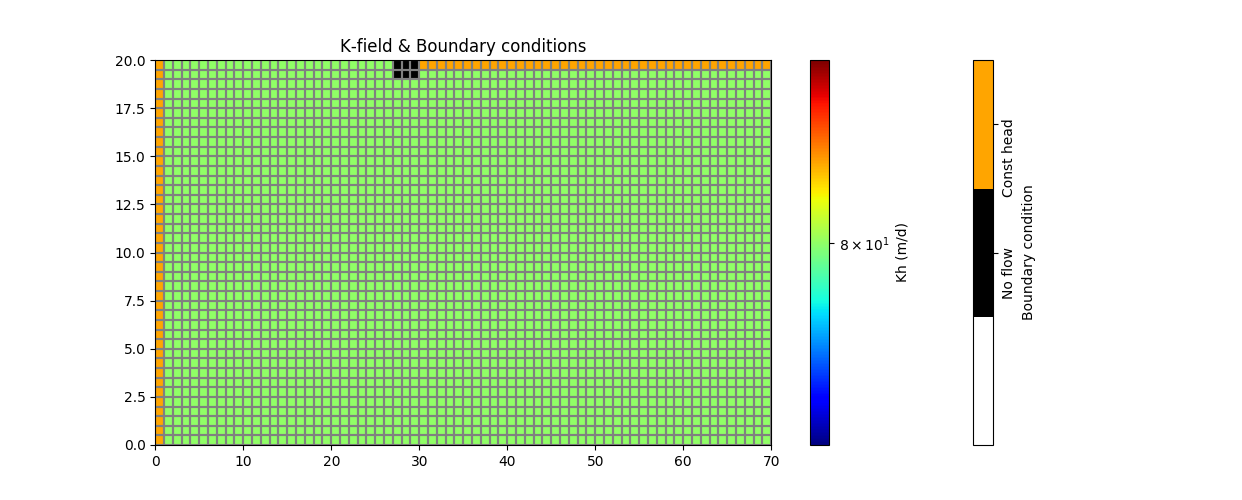 K-field & Boundary conditions
20.0
17.5
15.0
12.5
10.0
7.5
5.0
2.5
0.0
0 10 20 30 40 50 60 70
8 × 10¹
Kh (m/d)
Const head
No flow
Boundary condition